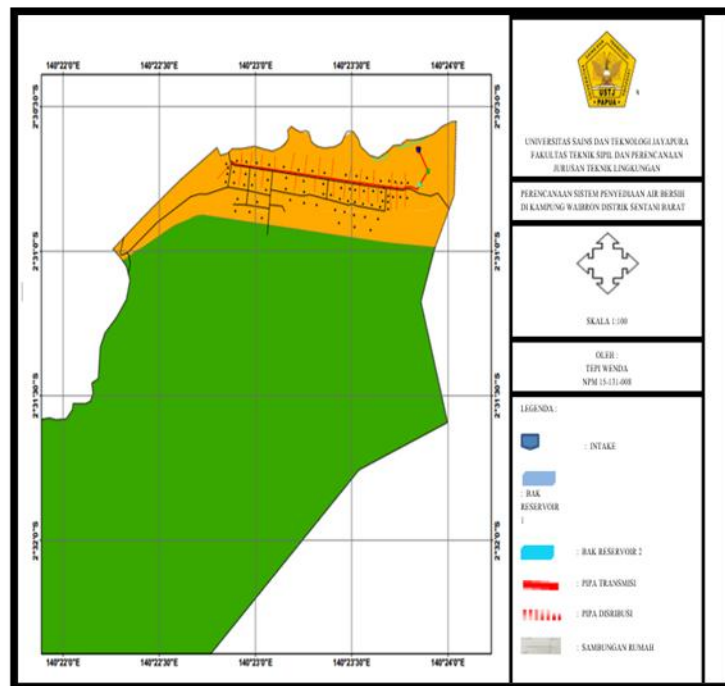 140°22'0"E 140°22'30"E 140°23'0"E 140°23'30"E 140°24'0"E
2°30'30"S 2°30'30"S
2°31'0"S 2°31'0"S
2°31'30"S 2°31'30"S
2°32'0"S 2°32'0"S
140°22'0"E 140°22'30"E 140°23'0"E 140°23'30"E 140°24'0"E
USTJ
PAPUA
UNIVERSITAS SAINS DAN TEKNOLOGI JAYAPURA
FAKULTAS TEKNIK SIPIL DAN PERENCANAAN
JURUSAN TEKNIK LINGKUNGAN
PERENCANAAN SISTEM PENYEDIAAN AIR BERSIH
DI KAMPUNG WAIBRON DISTRIK SENTANI BARAT
SKALA 1:100
OLEH :
TEPI WENDA
NPM 15-131-008
LEGENDA :
: INTAKE
: BAK
RESERVOIR
1
: BAK RESERVOIR 2
: PIPA TRANSMISI
: PIPA DISRIBUSI
: SAMBUNGAN RUMAH